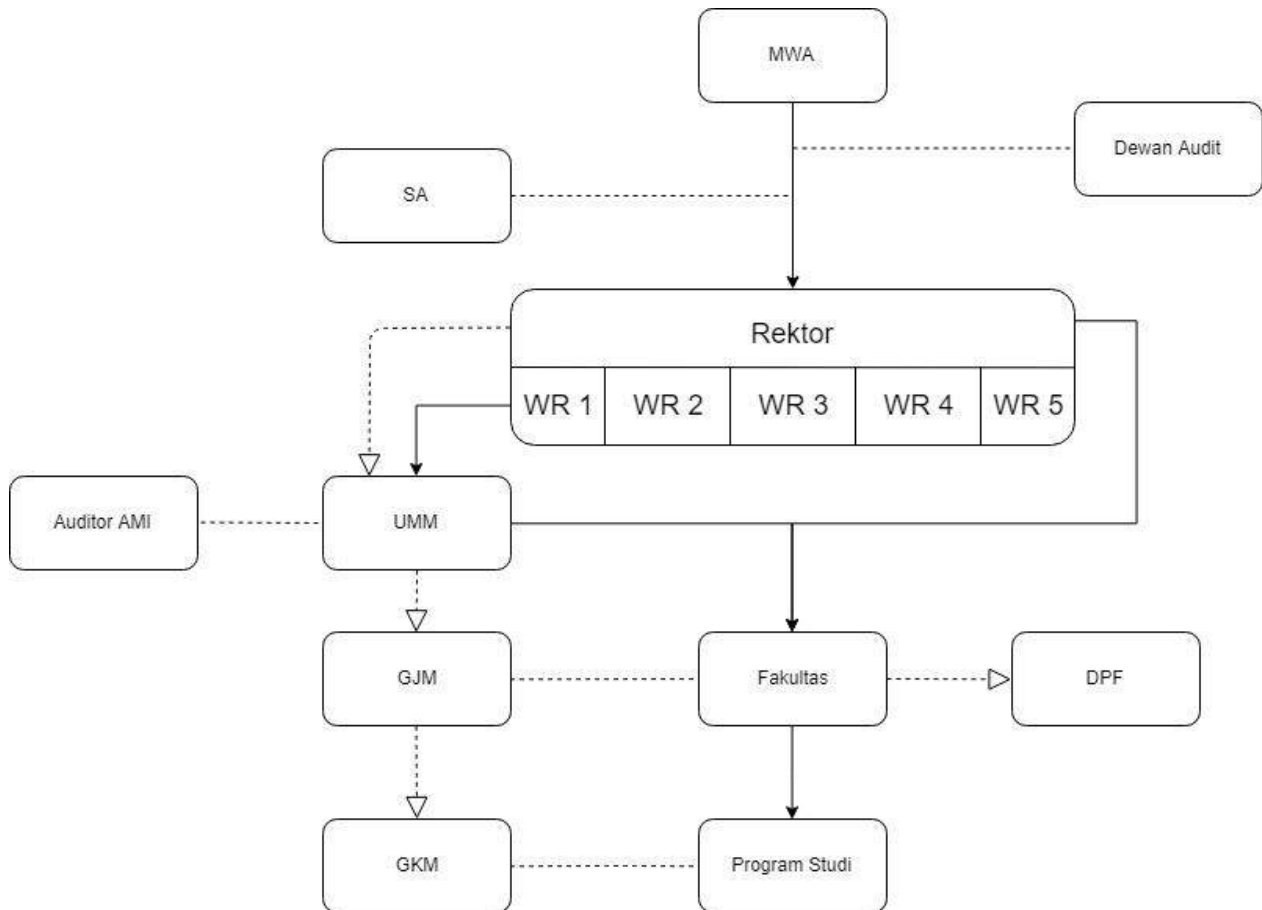 MWA
Dewan Audit
SA
Rektor
WR 1
WR 2
WR 3
WR 4
WR 5
Auditor AMI
UMM
GJM
Fakultas
DPF
GKM
Program Studi